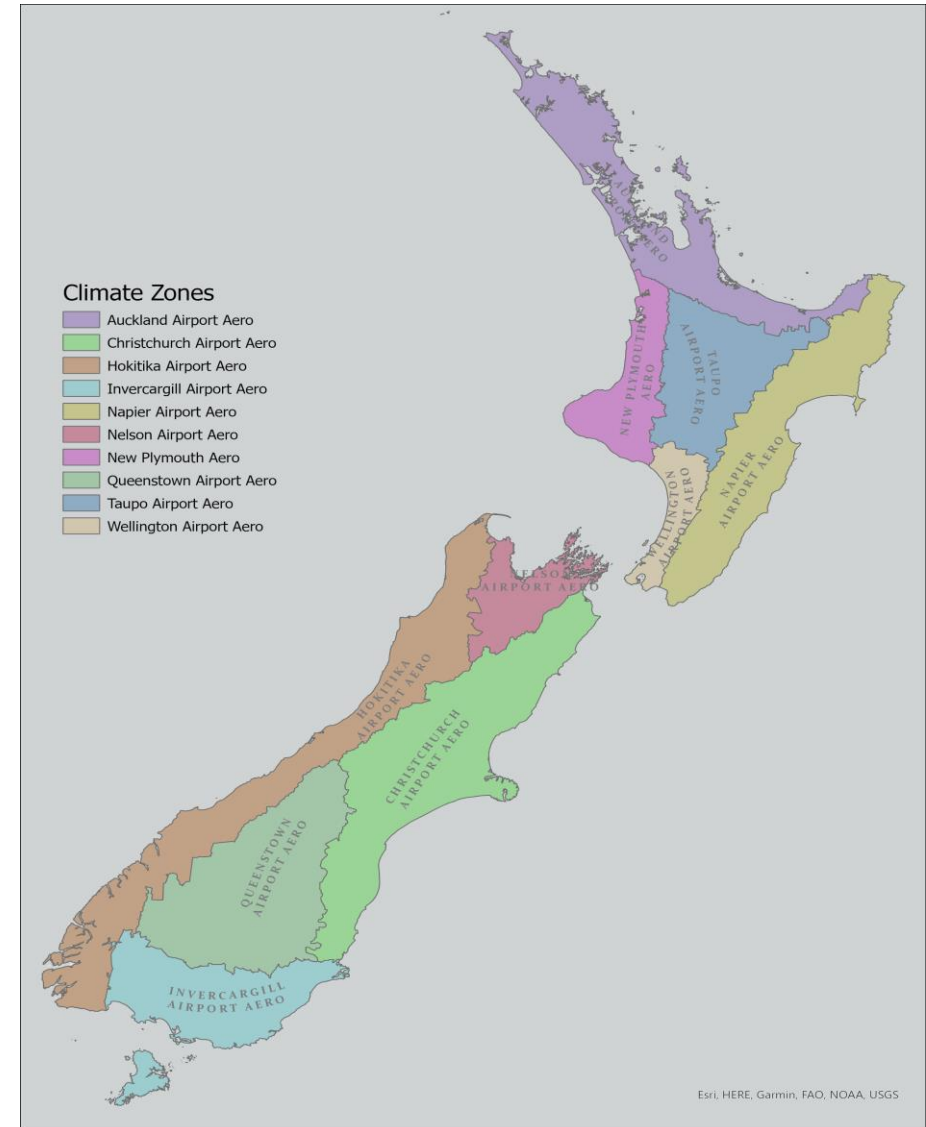 Climate Zones
Auckland Airport Aero
Christchurch Airport Aero
Hokitika Airport Aero
Invercargill Airport Aero
Napier Airport Aero
Nelson Airport Aero
New Plymouth Aero
Queenstown Airport Aero
Taupo Airport Aero
Wellington Airport Aero
AUCKLAND
AERO
NEW PLYMOUTH
AERO
TAUPO
AIRPORT AERO
NAPIER
AIRPORT AERO
WELLINGTON
AIRPORT AERO
NELSON
AIRPORT AERO
HOKITIKA
AIRPORT AERO
CHRISTCHURCH
AIRPORT AERO
QUEENSTOWN
AIRPORT AERO
INVERCARGILL
AIRPORT AERO
Esri, HERE, Garmin, FAO, NOAA, USGS